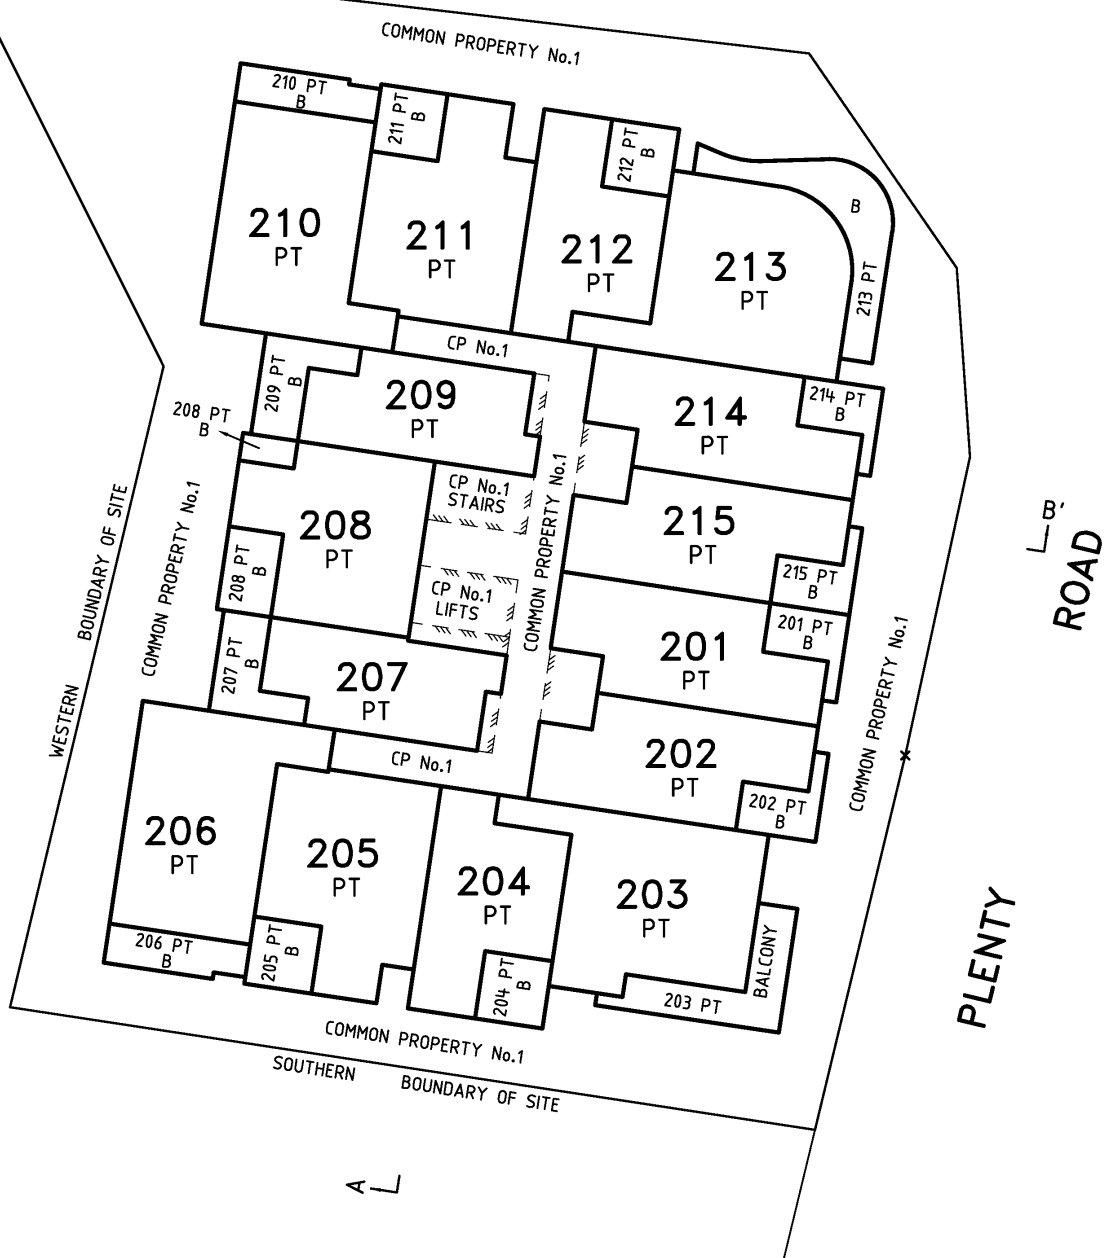 COMMON PROPERTY No.1
210 PT
B
211 PT
B
212 PT
B
B
213 PT
210
PT
211
PT
212
PT
213
PT
CP No.1
209 PT
B
209
PT
214
PT
214 PT
B
208 PT
B
CP No.1
STAIRS
COMMON PROPERTY No.1
208
PT
208 PT
B
215
PT
215 PT
B
CP No.1
LIFTS
201
PT
201 PT
B
B'
ROAD
WESTERN BOUNDARY OF SITE
COMMON PROPERTY No.1
207 PT
B
207
PT
CP No.1
202
PT
202 PT
B
COMMON PROPERTY No.1
206
PT
205
PT
204
PT
203
PT
206 PT
B
205 PT
B
204 PT
B
203 PT
BALCONY
PLENTY
COMMON PROPERTY No.1
SOUTHERN BOUNDARY OF SITE
A